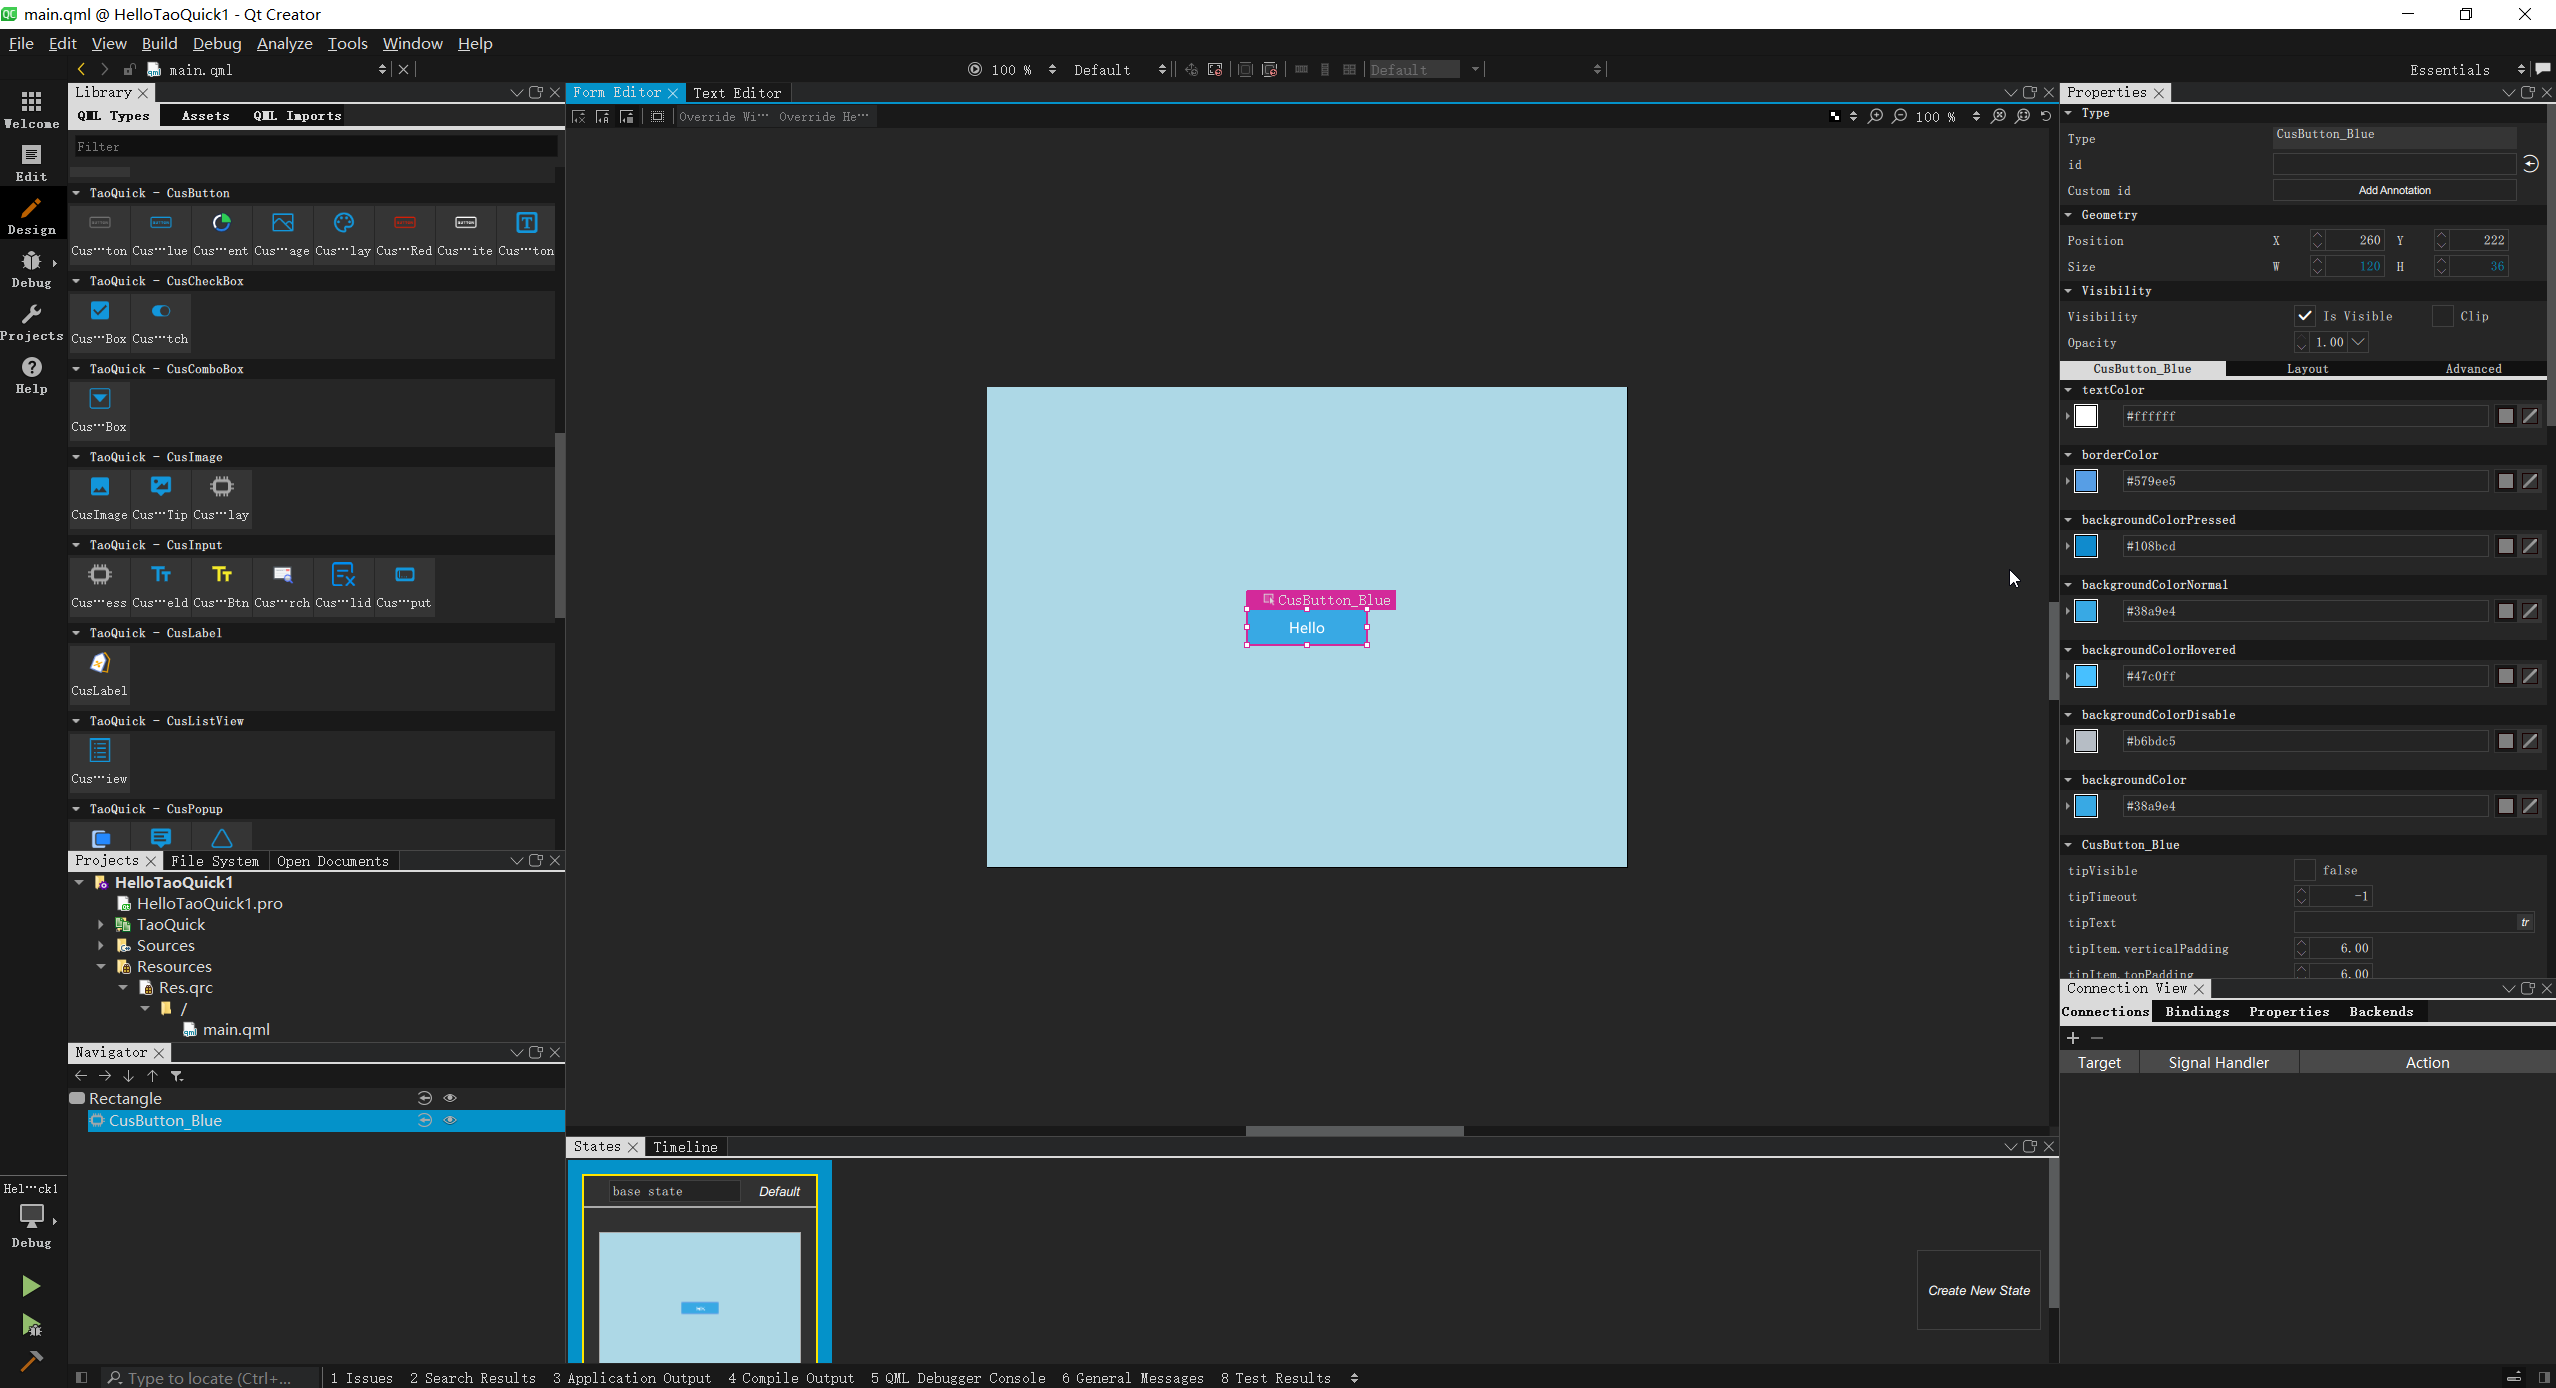 main.qml @ HelloTaoQuick1 - Qt Creator
File Edit View Build Debug Analyze Tools Window Help
main.qml
100 % Default Default Essentials
Welcome
Edit
Design
Debug
Projects
Help
Library
QML Types Assets QML Imports
Filter
TaoQuick - CusButton
Cus···ton Cus···lue Cus···ent Cus···age Cus···lay Cus···Red Cus···ite Cus···ton
TaoQuick - CusCheckBox
Cus···Box Cus···tch
TaoQuick - CusComboBox
Cus···Box
TaoQuick - CusImage
CusImage Cus···Tip Cus···lay
TaoQuick - CusInput
Cus···ess Cus···eld Cus···Btn Cus···rch Cus···lid Cus···put
TaoQuick - CusLabel
CusLabel
TaoQuick - CusListView
Cus···iew
TaoQuick - CusPopup
Projects File System Open Documents
HelloTaoQuick1
HelloTaoQuick1.pro
TaoQuick
Sources
Resources
Res.qrc
/
main.qml
Navigator
Rectangle
CusButton_Blue
Form Editor Text Editor
Override Wi··· Override He···
100 %
CusButton_Blue
Hello
States Timeline
base state Default
Create New State
Properties
Type
Type CusButton_Blue
id
Custom id Add Annotation
Geometry
Position X 260 Y 222
Size W 120 H 36
Visibility
Visibility Is Visible Clip
Opacity 1.00
CusButton_Blue Layout Advanced
textColor
#ffffff
borderColor
#579ee5
backgroundColorPressed
#108bcd
backgroundColorNormal
#38a9e4
backgroundColorHovered
#47c0ff
backgroundColorDisable
#b6bdc5
backgroundColor
#38a9e4
CusButton_Blue
tipVisible false
tipTimeout -1
tipText tr
tipItem.verticalPadding 6.00
tipItem.topPadding 6.00
Connection View
Connections Bindings Properties Backends
Target Signal Handler Action
Hel···ck1
Debug
Type to locate (Ctrl+... 1 Issues 2 Search Results 3 Application Output 4 Compile Output 5 QML Debugger Console 6 General Messages 8 Test Results